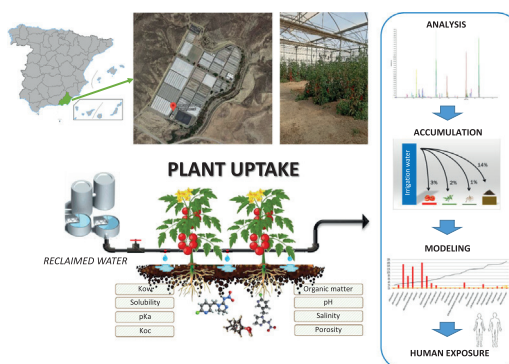 ANALYSIS
ACCUMULATION
Irrigation water
14%
3%
2%
1%
PLANT UPTAKE
RECLAIMED WATER
MODELING
Kow
Solubility
pKa
Koc
Organic matter
pH
Salinity
Porosity
HUMAN EXPOSURE